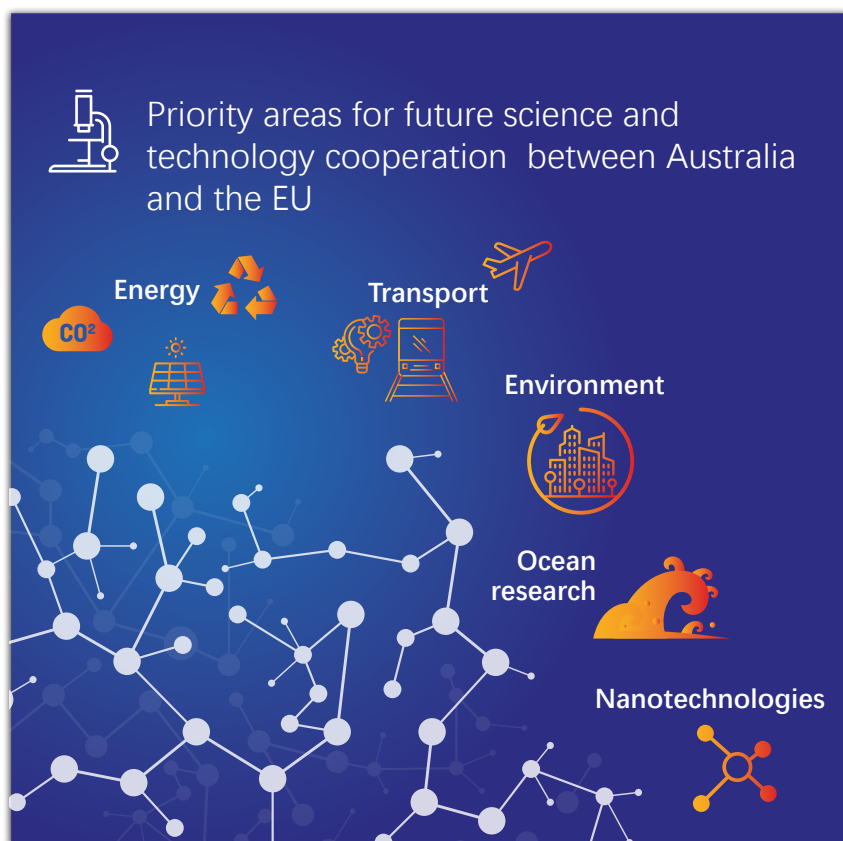 Priority areas for future science and
technology cooperation between Australia
and the EU
Energy
Transport
CO²
Environment
Ocean
research
Nanotechnologies